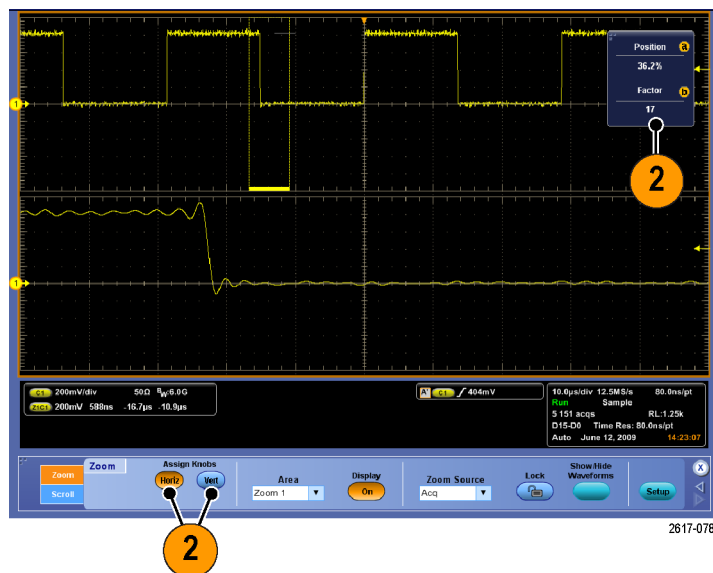 Position a
36.2%
Factor b
17
2
1
1
C1 200mV/div 50Ω BW:6.0G
Z1C1 200mV 588ns -16.7µs -10.9µs
A' C1 404mV
10.0µs/div 12.5MS/s 80.0ns/pt
Run Sample
5 151 acqs RL:1.25k
D15-D0 Time Res: 80.0ns/pt
Auto June 12, 2009 14:23:07
Zoom
Scroll
Zoom
Assign Knobs
Horiz Vert
Area
Zoom 1
Display
On
Zoom Source
Acq
Lock
Show/Hide
Waveforms
Setup
X
2
2617-078